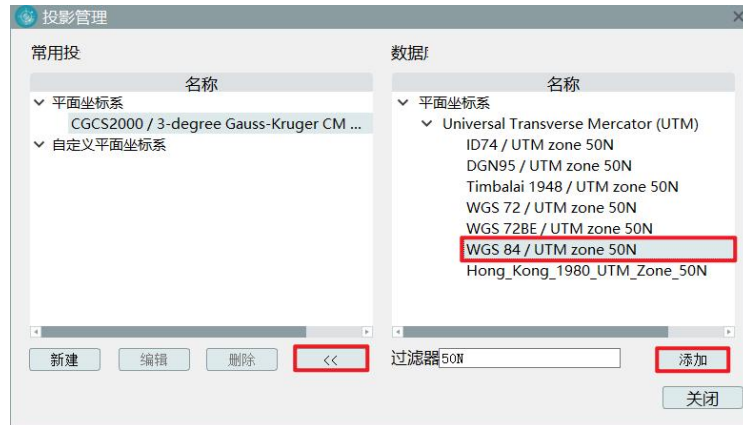 投影管理
常用投
数据库
名称
平面坐标系
CGCS2000 / 3-degree Gauss-Kruger CM ...
自定义平面坐标系
名称
平面坐标系
Universal Transverse Mercator (UTM)
ID74 / UTM zone 50N
DGN95 / UTM zone 50N
Timbalai 1948 / UTM zone 50N
WGS 72 / UTM zone 50N
WGS 72BE / UTM zone 50N
WGS 84 / UTM zone 50N
Hong_Kong_1980_UTM_Zone_50N
新建 编辑 删除 <<
过滤器 50N 添加
关闭